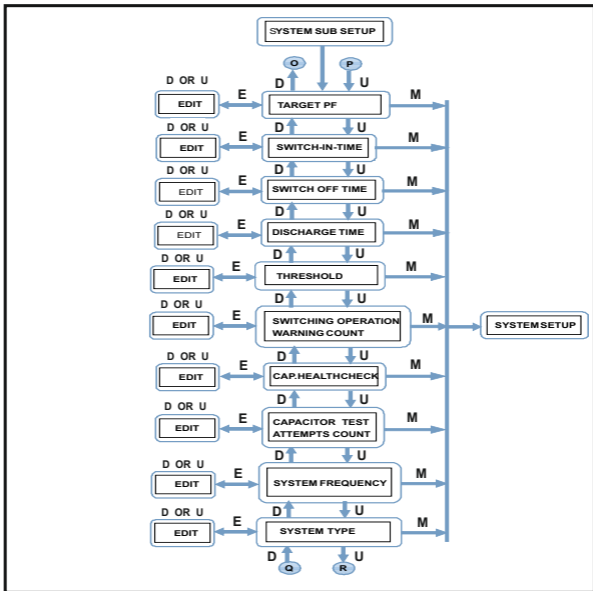 SYSTEM SUB SETUP
O P
D OR U D U
EDIT E TARGET PF M
D OR U D U
EDIT E SWITCH-IN-TIME M
D OR U D U
EDIT E SWITCH OFF TIME M
D OR U D U
EDIT E DISCHARGE TIME M
D OR U D U
EDIT E THRESHOLD M
D OR U D U
EDIT E SWITCHING OPERATION M SYSTEM SETUP
WARNING COUNT
D OR U D U
EDIT E CAP.HEALTHCHECK M
D OR U D U
EDIT E CAPACITOR TEST M
ATTEMPTS COUNT
D OR U D U
EDIT E SYSTEM FREQUENCY M
D OR U D U
EDIT E SYSTEM TYPE M
D U
Q R